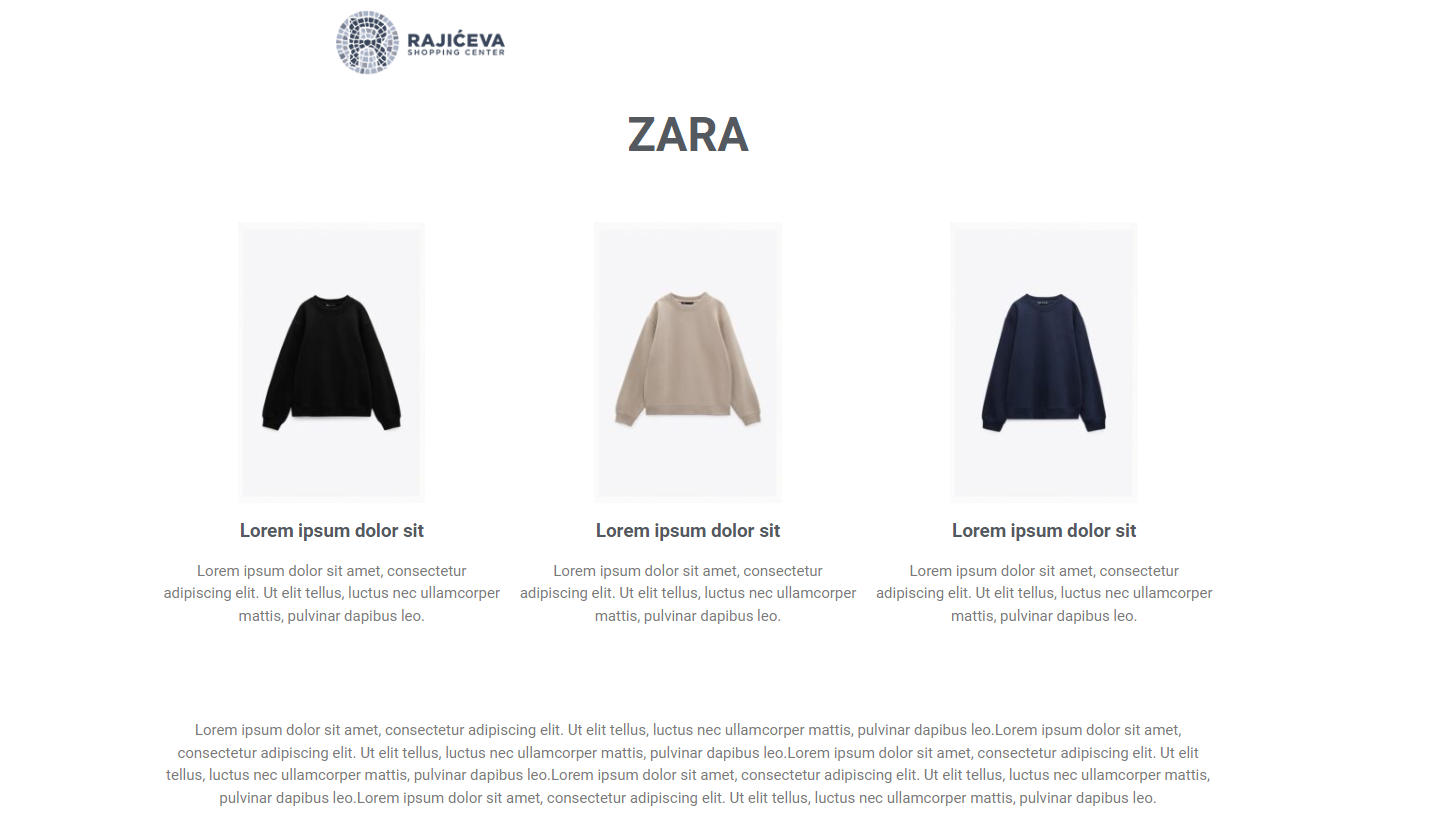 RAJIĆEVA
SHOPPING CENTER
ZARA
Lorem ipsum dolor sit
Lorem ipsum dolor sit amet, consectetur
adipiscing elit. Ut elit tellus, luctus nec ullamcorper
mattis, pulvinar dapibus leo.
Lorem ipsum dolor sit
Lorem ipsum dolor sit amet, consectetur
adipiscing elit. Ut elit tellus, luctus nec ullamcorper
mattis, pulvinar dapibus leo.
Lorem ipsum dolor sit
Lorem ipsum dolor sit amet, consectetur
adipiscing elit. Ut elit tellus, luctus nec ullamcorper
mattis, pulvinar dapibus leo.
Lorem ipsum dolor sit amet, consectetur adipiscing elit. Ut elit tellus, luctus nec ullamcorper mattis, pulvinar dapibus leo.Lorem ipsum dolor sit amet,
consectetur adipiscing elit. Ut elit tellus, luctus nec ullamcorper mattis, pulvinar dapibus leo.Lorem ipsum dolor sit amet, consectetur adipiscing elit. Ut elit
tellus, luctus nec ullamcorper mattis, pulvinar dapibus leo.Lorem ipsum dolor sit amet, consectetur adipiscing elit. Ut elit tellus, luctus nec ullamcorper mattis,
pulvinar dapibus leo.Lorem ipsum dolor sit amet, consectetur adipiscing elit. Ut elit tellus, luctus nec ullamcorper mattis, pulvinar dapibus leo.